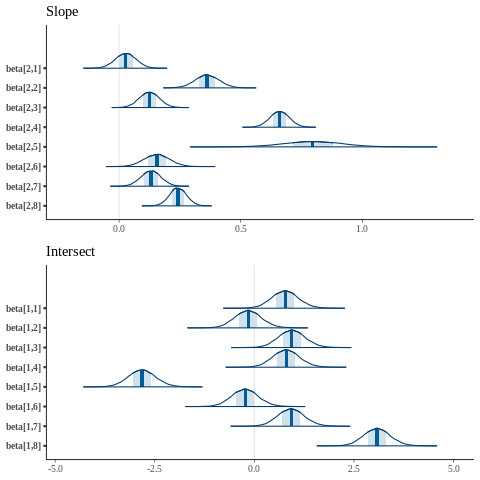 Slope
beta[2,1]
beta[2,2]
beta[2,3]
beta[2,4]
beta[2,5]
beta[2,6]
beta[2,7]
beta[2,8]
0.0 0.5 1.0
Intersect
beta[1,1]
beta[1,2]
beta[1,3]
beta[1,4]
beta[1,5]
beta[1,6]
beta[1,7]
beta[1,8]
-5.0 -2.5 0.0 2.5 5.0